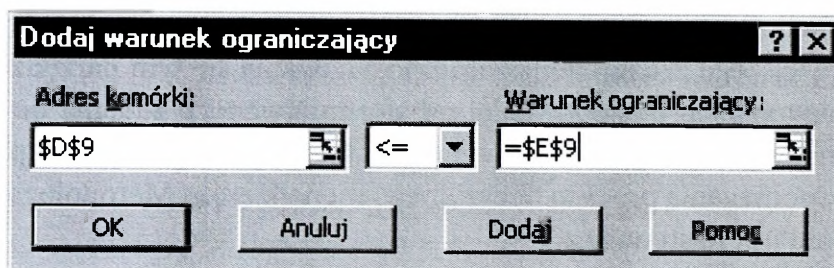 Dodaj warunek ograniczający
? X
Adres komórki: Warunek ograniczający:
$D$9 <= =$E$9
OK Anuluj Dodaj Pomoc